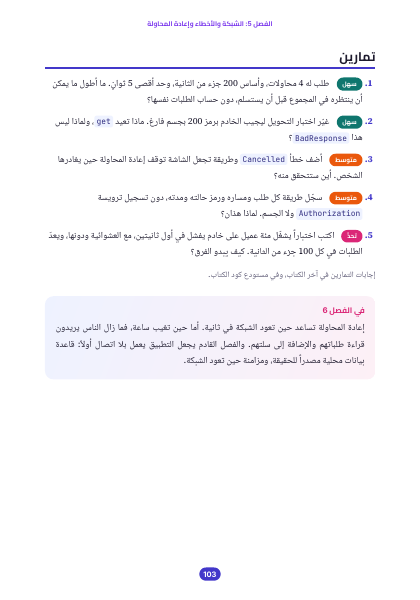 الفصل 5: الشبكة والأخطاء وإعادة المحاولة
تمارين
1. سهل طلب له 4 محاولات، وأساس 200 جزء من الثانية، وحد أقصى 5 ثوانٍ. ما أطول ما يمكن
أن ينتظره في المجموع قبل أن يستسلم، دون حساب الطلبات نفسها؟
2. سهل غيّر اختبار التحويل ليجيب الخادم برمز 200 بجسم فارغ. ماذا تعيد get، ولماذا ليس
هذا BadResponse ؟
3. متوسط أضف خطأ Cancelled وطريقة تجعل الشاشة توقف إعادة المحاولة حين يغادرها
الشخص. أين ستتحقق منه؟
4. متوسط سجّل طريقة كل طلب ومساره ورمز حالته ومدته، دون تسجيل ترويسة
Authorization ولا الجسم. لماذا هذان؟
5. تحدٍّ اكتب اختباراً يشغّل مئة عميل على خادم يفشل في أول ثانيتين، مع العشوائية ودونها، ويعدّ
الطلبات في كل 100 جزء من الثانية. كيف يبدو الفرق؟
إجابات التمارين في آخر الكتاب، وفي مستودع كود الكتاب.
في الفصل 6
إعادة المحاولة تساعد حين تعود الشبكة في ثانية. أما حين تغيب ساعة، فما زال الناس يريدون
قراءة طلباتهم والإضافة إلى سلتهم. والفصل القادم يجعل التطبيق يعمل بلا اتصال أولاً: قاعدة
بيانات محلية مصدراً للحقيقة، ومزامنة حين تعود الشبكة.
103